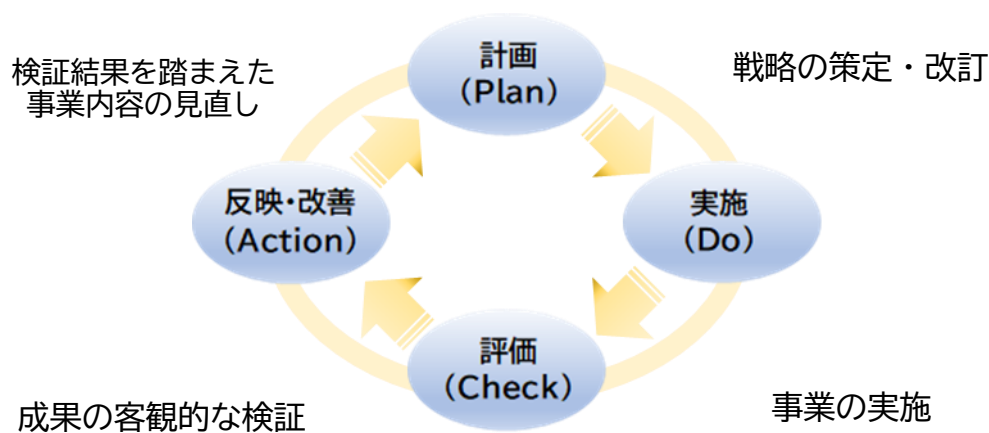 計画
(Plan)
戦略の策定・改訂
検証結果を踏まえた
事業内容の見直し
反映・改善
(Action)
実施
(Do)
評価
(Check)
成果の客観的な検証
事業の実施